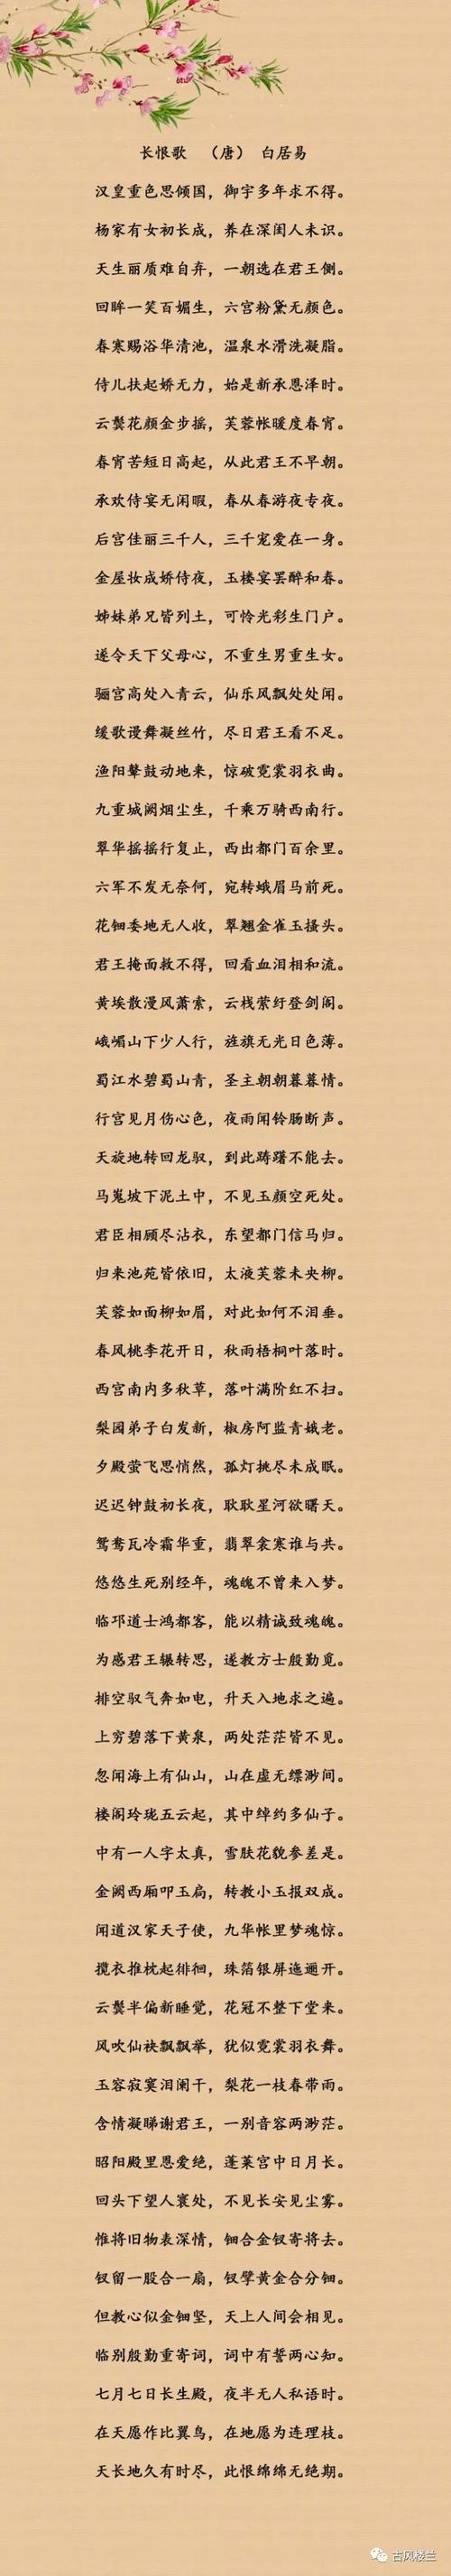 长恨歌 （唐） 白居易
汉皇重色思倾国，御宇多年求不得。
杨家有女初长成，养在深闺人未识。
天生丽质难自弃，一朝选在君王侧。
回眸一笑百媚生，六宫粉黛无颜色。
春寒赐浴华清池，温泉水滑洗凝脂。
侍儿扶起娇无力，始是新承恩泽时。
云鬓花颜金步摇，芙蓉帐暖度春宵。
春宵苦短日高起，从此君王不早朝。
承欢侍宴无闲暇，春从春游夜专夜。
后宫佳丽三千人，三千宠爱在一身。
金屋妆成娇侍夜，玉楼宴罢醉和春。
姊妹弟兄皆列土，可怜光彩生门户。
遂令天下父母心，不重生男重生女。
骊宫高处入青云，仙乐风飘处处闻。
缓歌谩舞凝丝竹，尽日君王看不足。
渔阳鼙鼓动地来，惊破霓裳羽衣曲。
九重城阙烟尘生，千乘万骑西南行。
翠华摇摇行复止，西出都门百余里。
六军不发无奈何，宛转蛾眉马前死。
花钿委地无人收，翠翘金雀玉搔头。
君王掩面救不得，回看血泪相和流。
黄埃散漫风萧索，云栈萦纡登剑阁。
峨嵋山下少人行，旌旗无光日色薄。
蜀江水碧蜀山青，圣主朝朝暮暮情。
行宫见月伤心色，夜雨闻铃肠断声。
天旋地转回龙驭，到此踌躇不能去。
马嵬坡下泥土中，不见玉颜空死处。
君臣相顾尽沾衣，东望都门信马归。
归来池苑皆依旧，太液芙蓉未央柳。
芙蓉如面柳如眉，对此如何不泪垂。
春风桃李花开日，秋雨梧桐叶落时。
西宫南内多秋草，落叶满阶红不扫。
梨园弟子白发新，椒房阿监青娥老。
夕殿萤飞思悄然，孤灯挑尽未成眠。
迟迟钟鼓初长夜，耿耿星河欲曙天。
鸳鸯瓦冷霜华重，翡翠衾寒谁与共。
悠悠生死别经年，魂魄不曾来入梦。
临邛道士鸿都客，能以精诚致魂魄。
为感君王辗转思，遂教方士殷勤觅。
排空驭气奔如电，升天入地求之遍。
上穷碧落下黄泉，两处茫茫皆不见。
忽闻海上有仙山，山在虚无缥渺间。
楼阁玲珑五云起，其中绰约多仙子。
中有一人字太真，雪肤花貌参差是。
金阙西厢叩玉扃，转教小玉报双成。
闻道汉家天子使，九华帐里梦魂惊。
揽衣推枕起徘徊，珠箔银屏迤逦开。
云鬓半偏新睡觉，花冠不整下堂来。
风吹仙袂飘飘举，犹似霓裳羽衣舞。
玉容寂寞泪阑干，梨花一枝春带雨。
含情凝睇谢君王，一别音容两渺茫。
昭阳殿里恩爱绝，蓬莱宫中日月长。
回头下望人寰处，不见长安见尘雾。
惟将旧物表深情，钿合金钗寄将去。
钗留一股合一扇，钗擘黄金合分钿。
但教心似金钿坚，天上人间会相见。
临别殷勤重寄词，词中有誓两心知。
七月七日长生殿，夜半无人私语时。
在天愿作比翼鸟，在地愿为连理枝。
天长地久有时尽，此恨绵绵无绝期。
古风楼兰